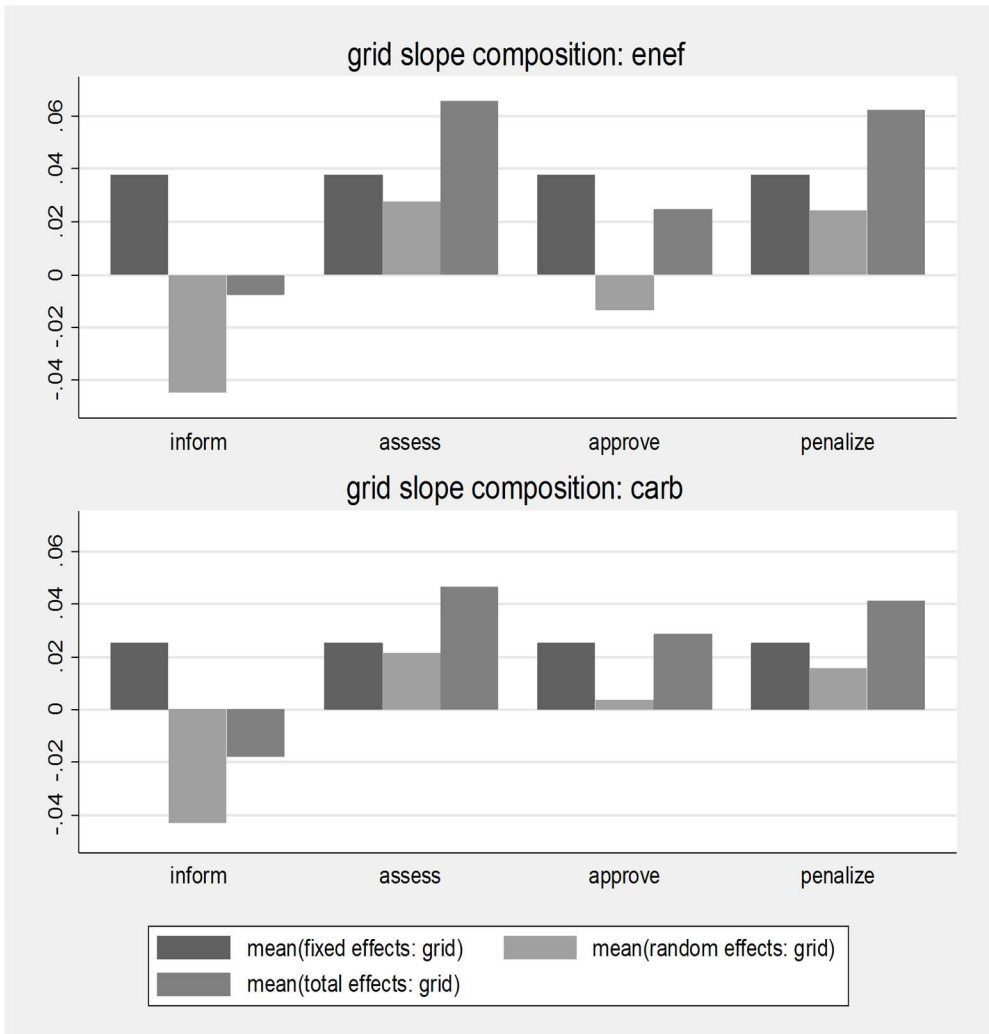 grid slope composition: enef
.06
.04
.02
0
-.02
-.04
inform assess approve penalize
grid slope composition: carb
.06
.04
.02
0
-.02
-.04
inform assess approve penalize
mean(fixed effects: grid) mean(random effects: grid)
mean(total effects: grid)